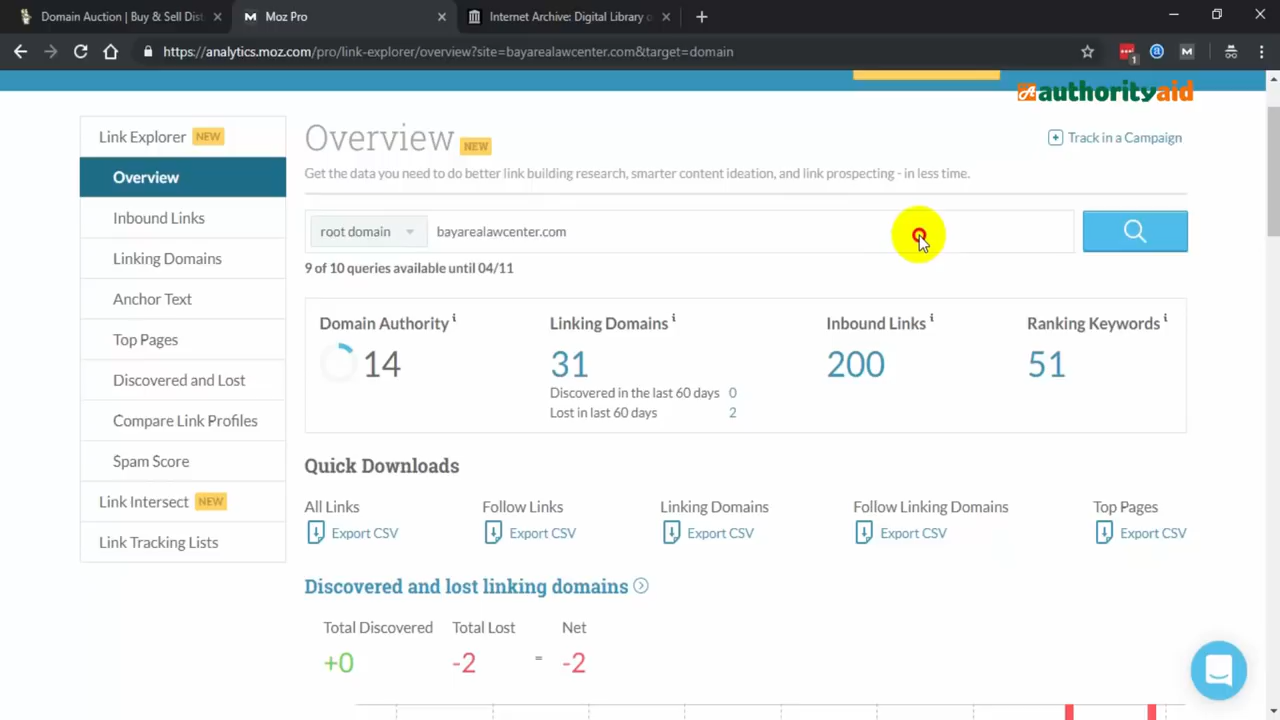 Domain Auction | Buy & Sell Dist
Moz Pro
Internet Archive: Digital Library o
https://analytics.moz.com/pro/link-explorer/overview?site=bayarealawcenter.com&target=domain
1
authorityaid
Link Explorer NEW
Overview
Inbound Links
Linking Domains
Anchor Text
Top Pages
Discovered and Lost
Compare Link Profiles
Spam Score
Link Intersect NEW
Link Tracking Lists
Overview NEW
Track in a Campaign
Get the data you need to do better link building research, smarter content ideation, and link prospecting - in less time.
root domain bayarealawcenter.com
9 of 10 queries available until 04/11
Domain Authority i Linking Domains i Inbound Links i Ranking Keywords i
14 31 200 51
Discovered in the last 60 days 0
Lost in last 60 days 2
Quick Downloads
All Links Follow Links Linking Domains Follow Linking Domains Top Pages
Export CSV Export CSV Export CSV Export CSV Export CSV
Discovered and lost linking domains
Total Discovered Total Lost Net
+0 -2 = -2